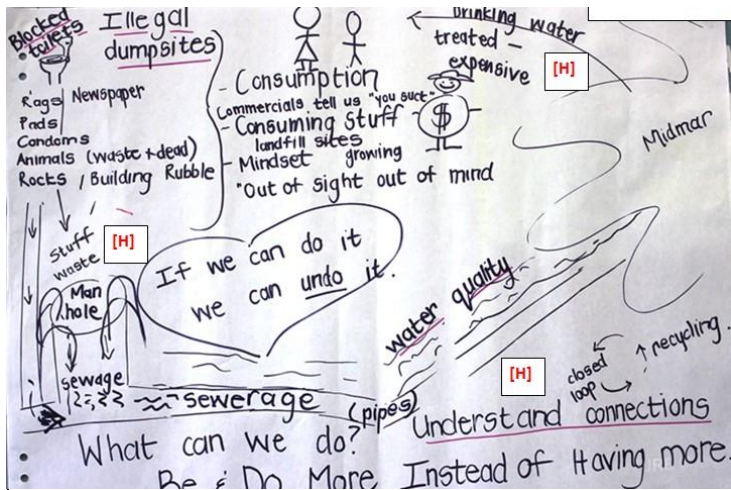 Blocked toilets
Illegal dumpsites
Rags Newspaper
Pads
Condoms
Animals (waste + dead)
Rocks / Building Rubble
- Consumption
Commercials tell us "you suck"
- Consuming stuff
landfill sites
- Mindset growing
"Out of sight out of mind
$
Drinking water
treated -
expensive
[H]
Midmar
Stuff
waste
[H]
Man
hole
If we can do it
we can undo it.
water quality
[H]
closed
loop
recycling.
sewage
sewerage (pipes)
Understand connections
What can we do?
Be & Do More Instead of Having more.